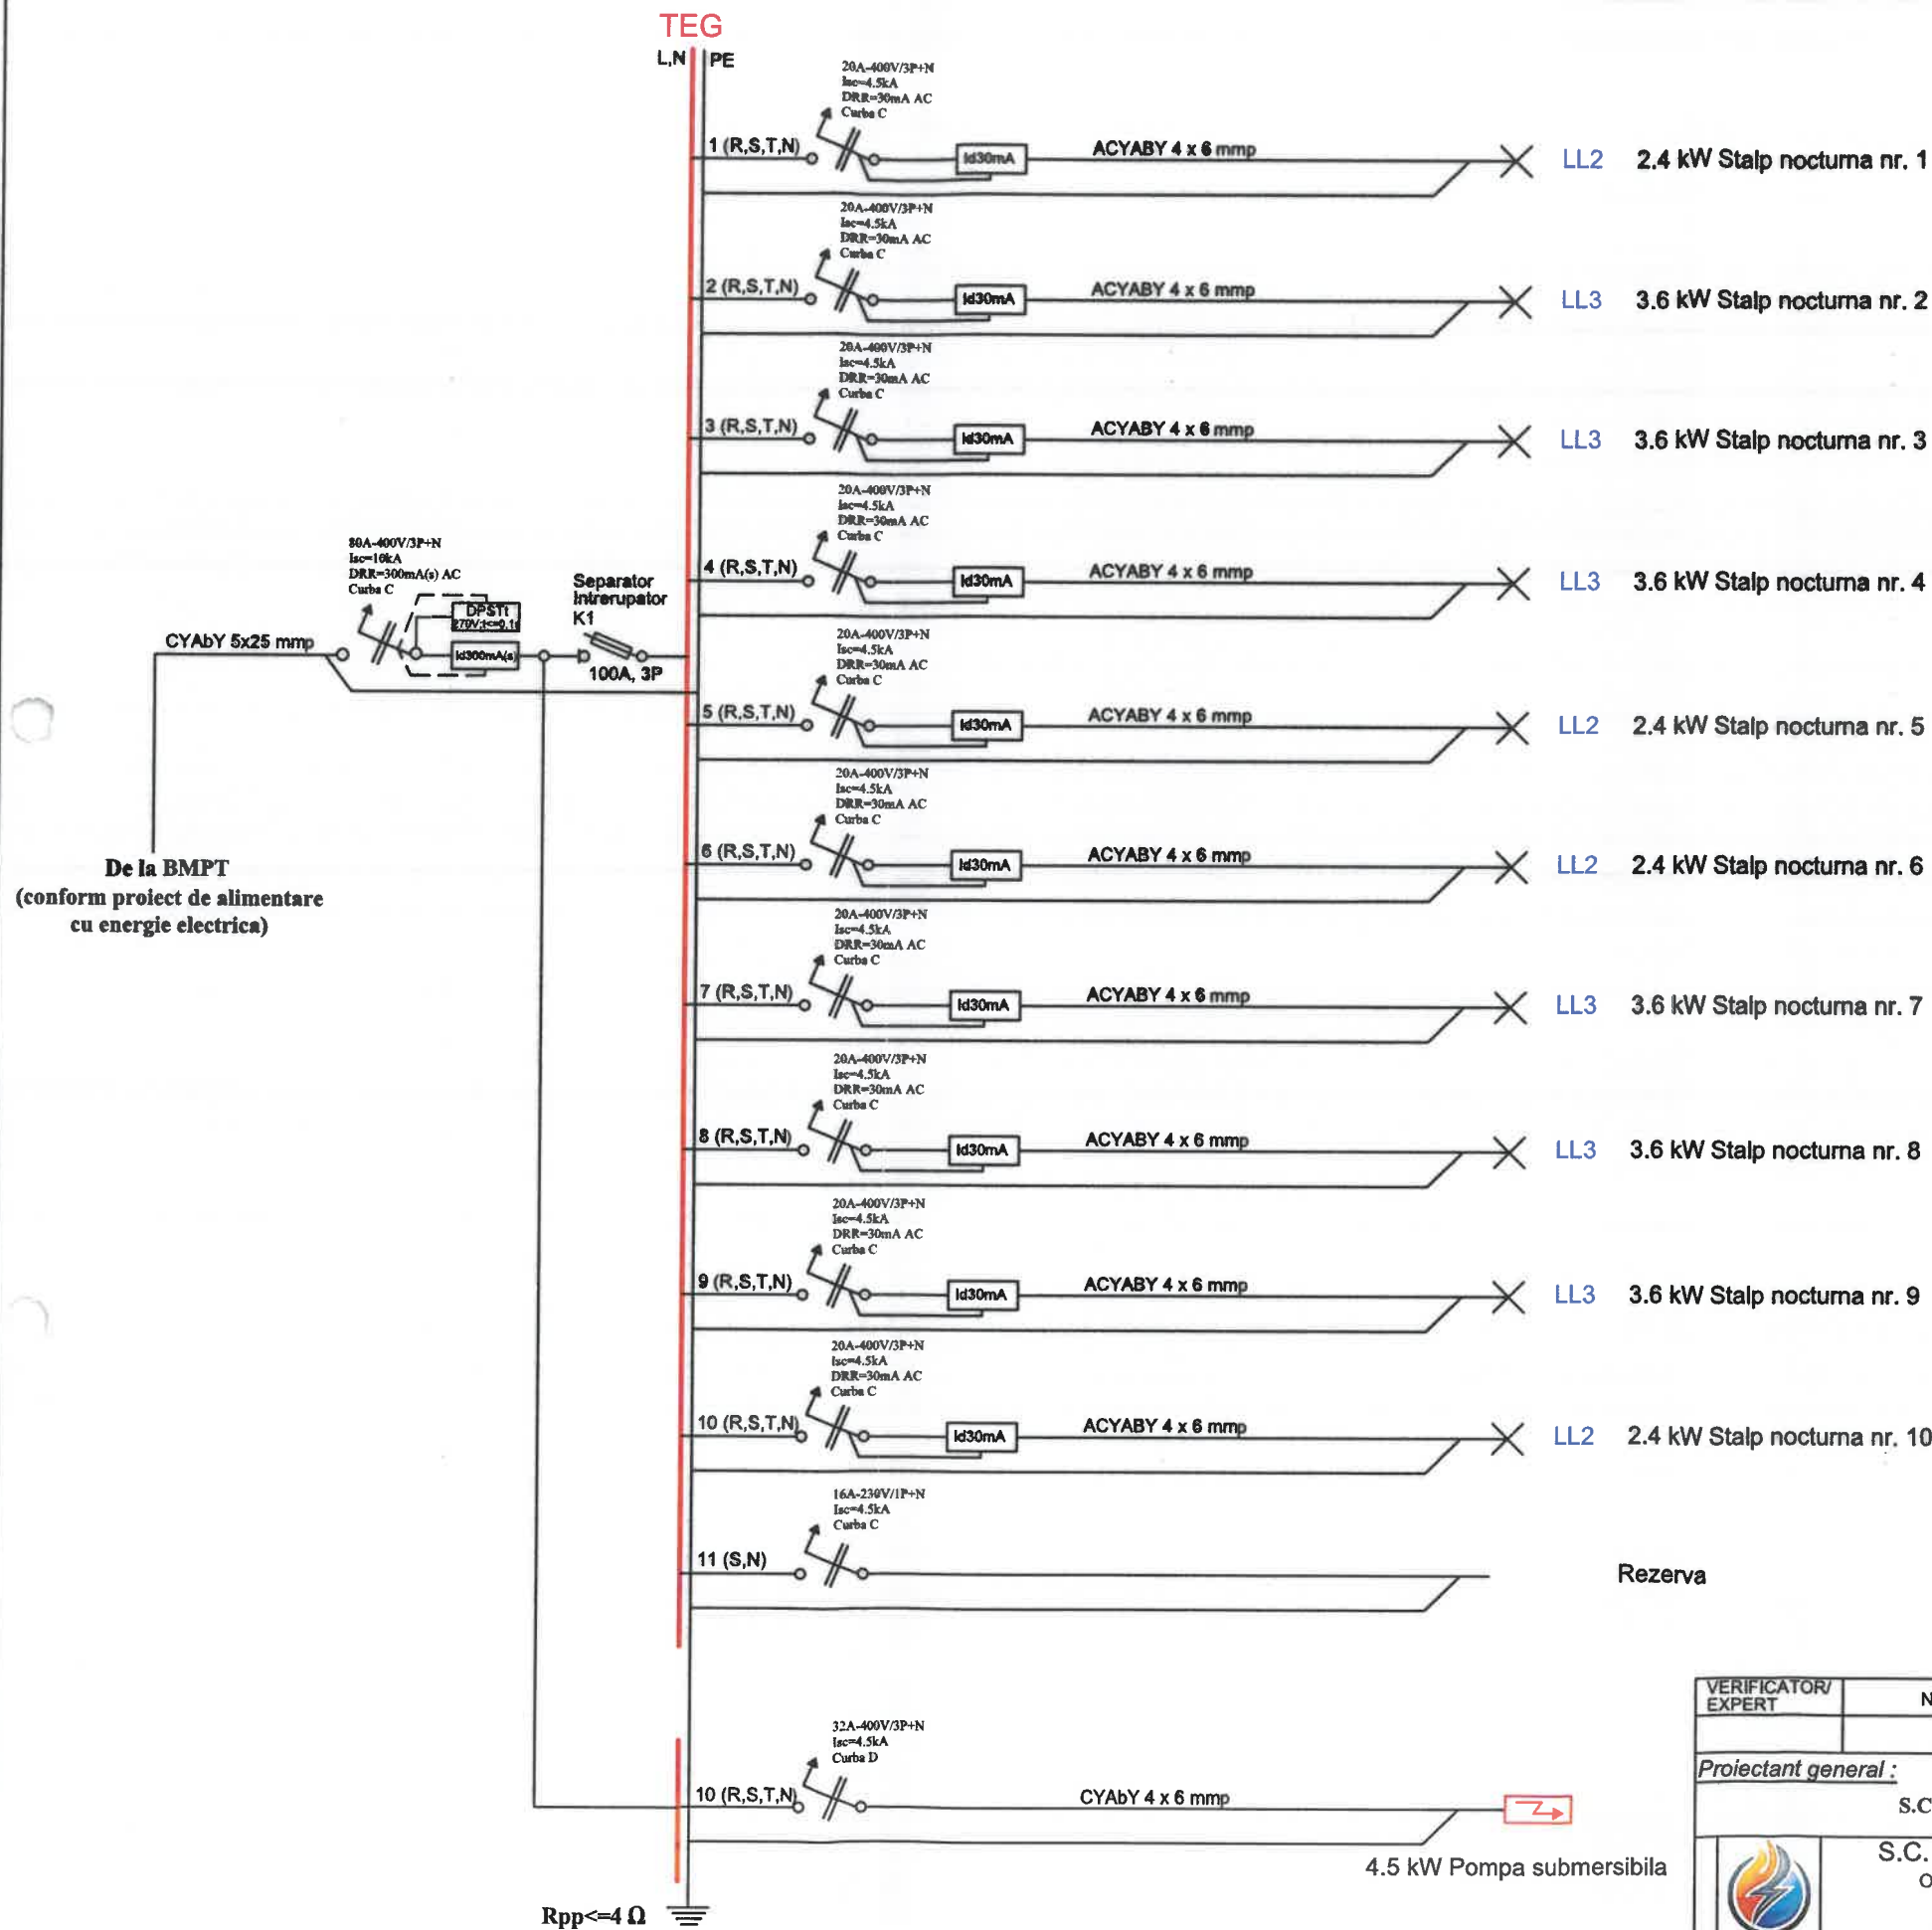 TEG
L,N PE
20A-400V/3P+N
Isc=4.5kA
DRR=30mA AC
Curba C
1 (R,S,T,N)
Id30mA
ACYABY 4 x 6 mmp
LL2 2.4 kW Stalp nocturna nr. 1
20A-400V/3P+N
Isc=4.5kA
DRR=30mA AC
Curba C
2 (R,S,T,N)
Id30mA
ACYABY 4 x 6 mmp
LL3 3.6 kW Stalp nocturna nr. 2
20A-400V/3P+N
Isc=4.5kA
DRR=30mA AC
Curba C
3 (R,S,T,N)
Id30mA
ACYABY 4 x 6 mmp
LL3 3.6 kW Stalp nocturna nr. 3
20A-400V/3P+N
Isc=4.5kA
DRR=30mA AC
Curba C
4 (R,S,T,N)
Id30mA
ACYABY 4 x 6 mmp
LL3 3.6 kW Stalp nocturna nr. 4
80A-400V/3P+N
Isc=10kA
DRR=300mA(s) AC
Curba C
DPSTt
Id300mA(s)
Separator
Intrerupator
K1
100A, 3P
CYAbY 5x25 mmp
20A-400V/3P+N
Isc=4.5kA
DRR=30mA AC
Curba C
5 (R,S,T,N)
Id30mA
ACYABY 4 x 6 mmp
LL2 2.4 kW Stalp nocturna nr. 5
20A-400V/3P+N
Isc=4.5kA
DRR=30mA AC
Curba C
6 (R,S,T,N)
Id30mA
ACYABY 4 x 6 mmp
LL2 2.4 kW Stalp nocturna nr. 6
De la BMPT
(conform proiect de alimentare
cu energie electrica)
20A-400V/3P+N
Isc=4.5kA
DRR=30mA AC
Curba C
7 (R,S,T,N)
Id30mA
ACYABY 4 x 6 mmp
LL3 3.6 kW Stalp nocturna nr. 7
20A-400V/3P+N
Isc=4.5kA
DRR=30mA AC
Curba C
8 (R,S,T,N)
Id30mA
ACYABY 4 x 6 mmp
LL3 3.6 kW Stalp nocturna nr. 8
20A-400V/3P+N
Isc=4.5kA
DRR=30mA AC
Curba C
9 (R,S,T,N)
Id30mA
ACYABY 4 x 6 mmp
LL3 3.6 kW Stalp nocturna nr. 9
20A-400V/3P+N
Isc=4.5kA
DRR=30mA AC
Curba C
10 (R,S,T,N)
Id30mA
ACYABY 4 x 6 mmp
LL2 2.4 kW Stalp nocturna nr. 10
16A-230V/1P+N
Isc=4.5kA
Curba C
11 (S,N)
Rezerva
32A-400V/3P+N
Isc=4.5kA
Curba D
10 (R,S,T,N)
CYAbY 4 x 6 mmp
4.5 kW Pompa submersibila
Rpp<=4 Ω
VERIFICATOR/
EXPERT
N
Proiectant general :
S.C
S.C.
O